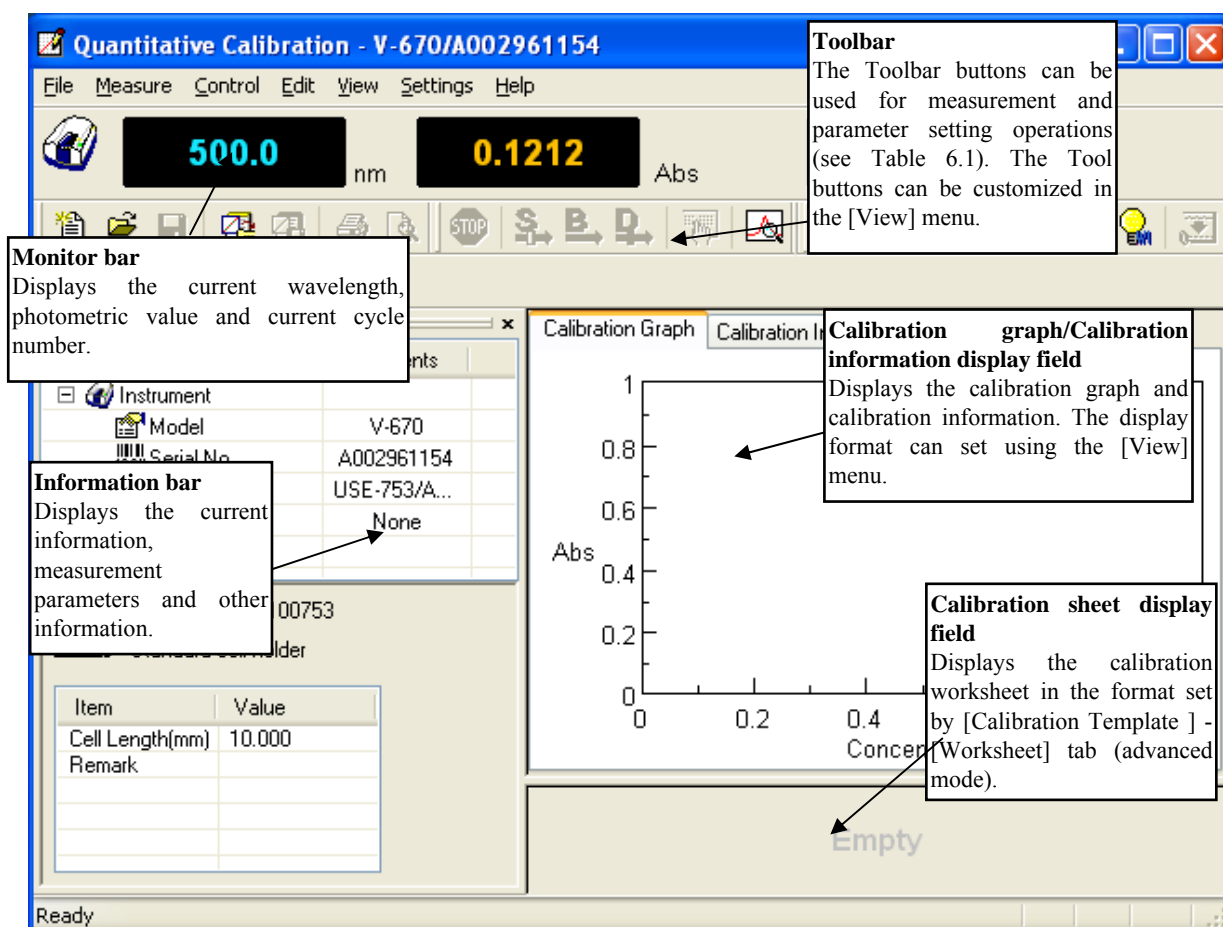 Quantitative Calibration - V-670/A002961154
File Measure Control Edit View Settings Help
500.0 nm 0.1212 Abs
Toolbar
The Toolbar buttons can be
used for measurement and
parameter setting operations
(see Table 6.1). The Tool
buttons can be customized in
the [View] menu.
STOP S B D
Monitor bar
Displays the current wavelength,
photometric value and current cycle
number.
Instrument
Model V-670
Serial No A002961154
USE-753/A...
None
Information bar
Displays the current
information,
measurement
parameters and other
information.
00753
Item Value
Cell Length(mm) 10.000
Remark
Calibration Graph Calibration In
Calibration graph/Calibration
information display field
Displays the calibration graph and
calibration information. The display
format can set using the [View]
menu.
1
0.8
0.6
Abs
0.4
0.2
0
0 0.2 0.4
Concen
Calibration sheet display
field
Displays the calibration
worksheet in the format set
by [Calibration Template ] -
[Worksheet] tab (advanced
mode).
Empty
Ready